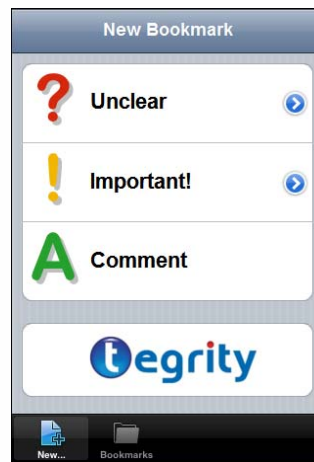 New Bookmark
? Unclear
! Important!
A Comment
tegrity
New... Bookmarks